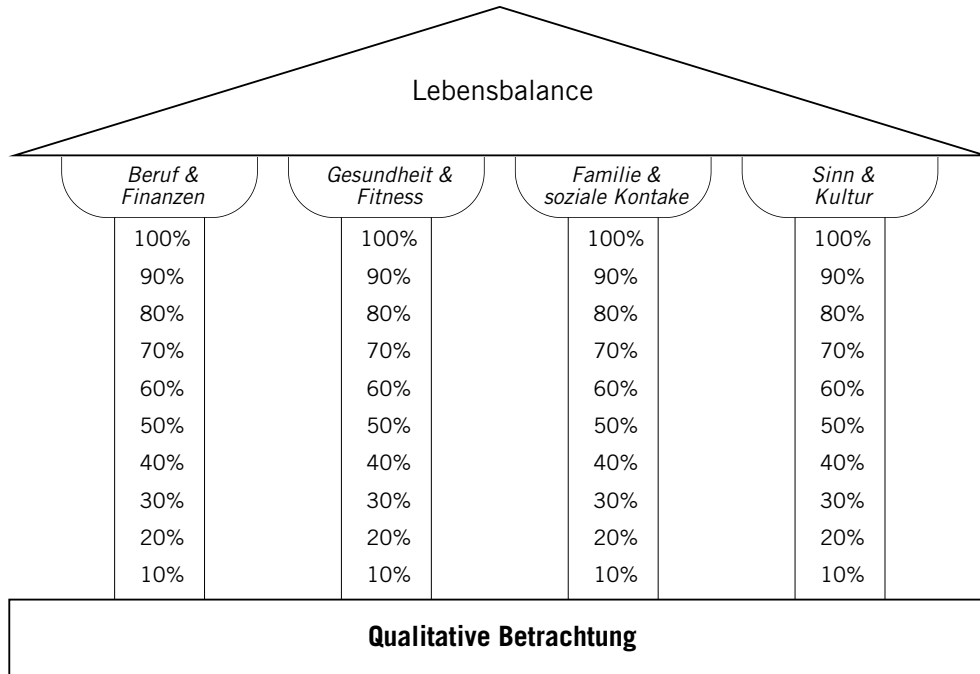 Lebensbalance
Beruf &
Finanzen
Gesundheit &
Fitness
Familie &
soziale Kontake
Sinn &
Kultur
100% 100% 100% 100%
90% 90% 90% 90%
80% 80% 80% 80%
70% 70% 70% 70%
60% 60% 60% 60%
50% 50% 50% 50%
40% 40% 40% 40%
30% 30% 30% 30%
20% 20% 20% 20%
10% 10% 10% 10%
Qualitative Betrachtung